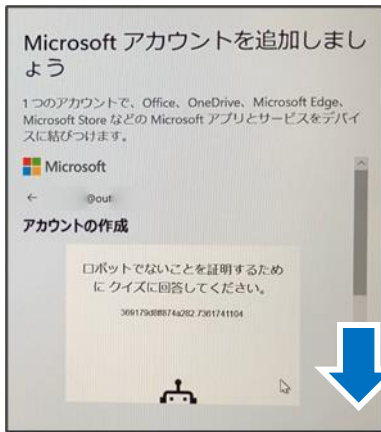 Microsoft アカウントを追加しまし
ょう
1 つのアカウントで、Office、OneDrive、Microsoft Edge、
Microsoft Store などの Microsoft アプリとサービスをデバイ
スに結びつけます。
Microsoft
@out
アカウントの作成
ロボットでないことを証明するため
に クイズに回答してください。